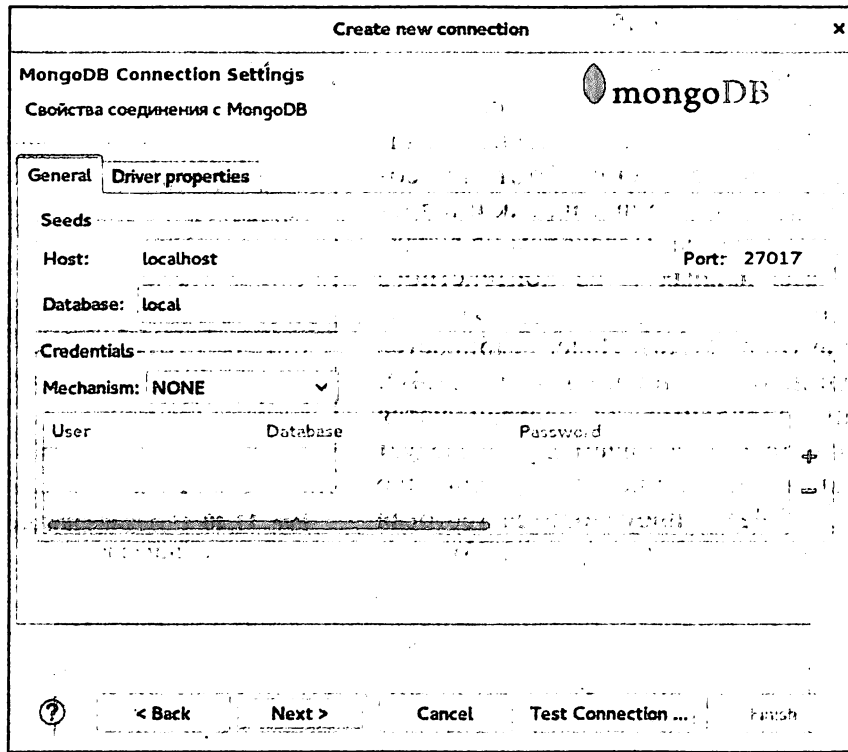 Create new connection ×
MongoDB Connection Settings
mongoDB
Свойства соединения с MongoDB
General Driver properties
Seeds
Host: localhost Port: 27017
Database: local
Credentials
Mechanism: NONE
User Database Password
? < Back Next > Cancel Test Connection ... Finish